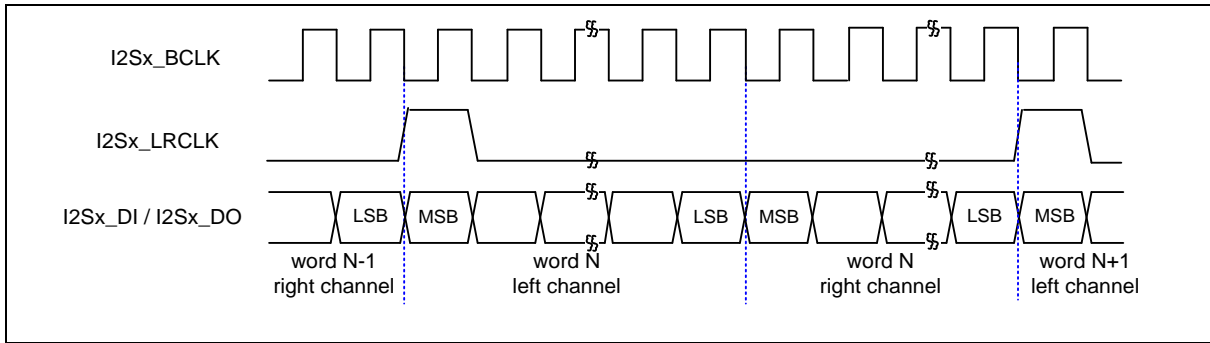 I2Sx_BCLK
I2Sx_LRCLK
I2Sx_DI / I2Sx_DO
LSB
MSB
LSB
MSB
LSB
MSB
word N-1
right channel
word N
left channel
word N
right channel
word N+1
left channel